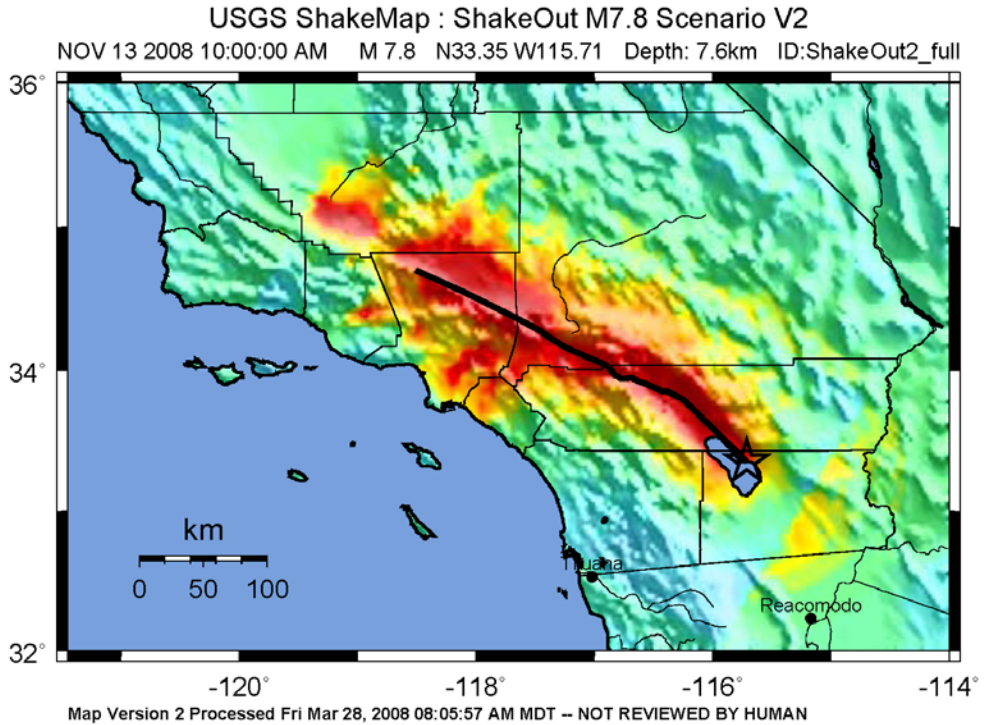 USGS ShakeMap : ShakeOut M7.8 Scenario V2
NOV 13 2008 10:00:00 AM M 7.8 N33.35 W115.71 Depth: 7.6km ID:ShakeOut2_full
36°
34°
km
0 50 100
Tijuana
Reacomodo
32°
-120° -118° -116° -114°
Map Version 2 Processed Fri Mar 28, 2008 08:05:57 AM MDT -- NOT REVIEWED BY HUMAN